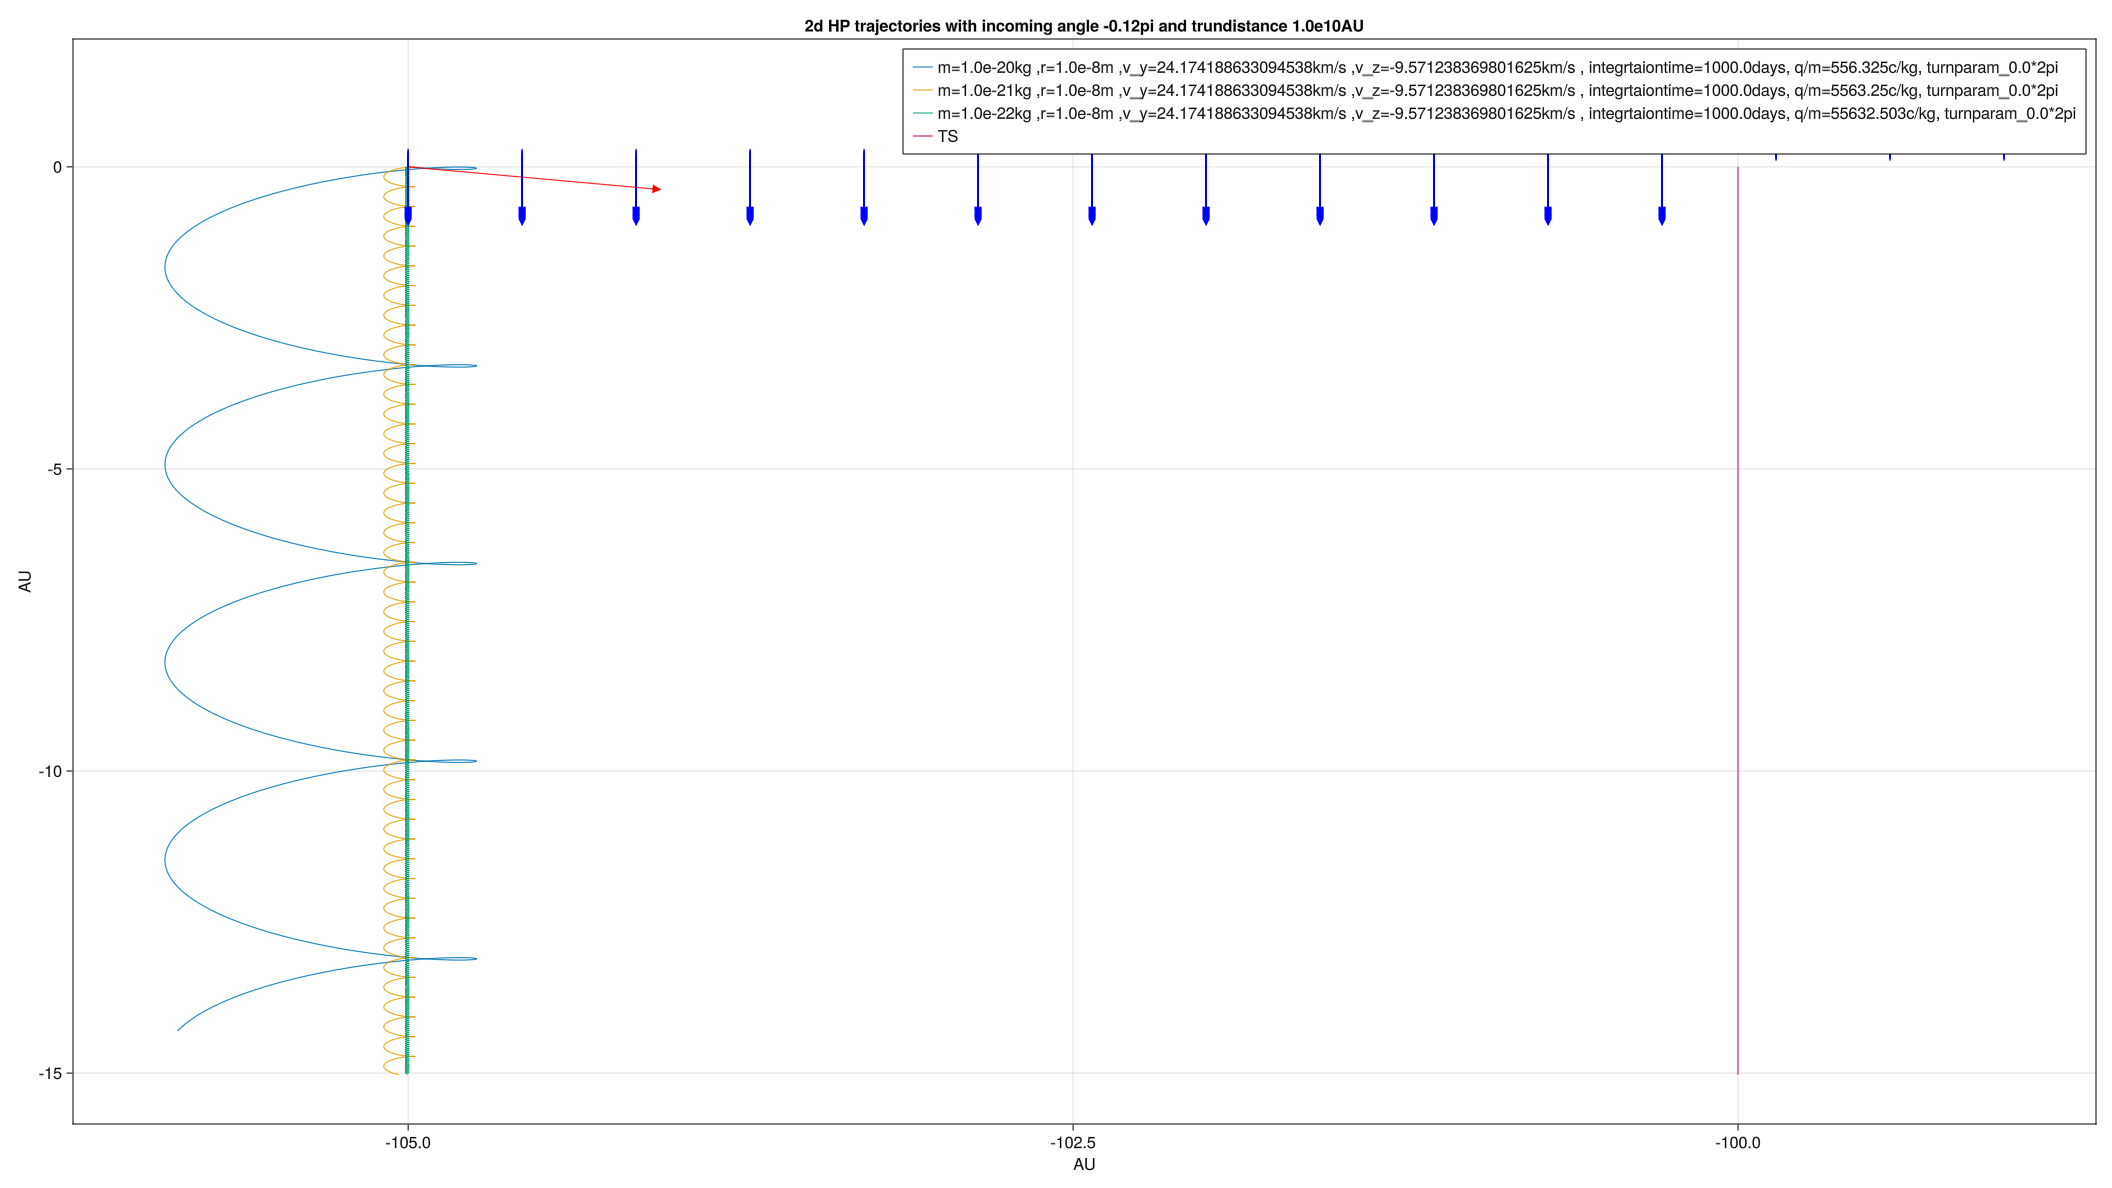 2d HP trajectories with incoming angle -0.12pi and trundistance 1.0e10AU
m=1.0e-20kg ,r=1.0e-8m ,v_y=24.174188633094538km/s ,v_z=-9.571238369801625km/s , integrtaiontime=1000.0days, q/m=556.325c/kg, turnparam_0.0*2pi
m=1.0e-21kg ,r=1.0e-8m ,v_y=24.174188633094538km/s ,v_z=-9.571238369801625km/s , integrtaiontime=1000.0days, q/m=5563.25c/kg, turnparam_0.0*2pi
m=1.0e-22kg ,r=1.0e-8m ,v_y=24.174188633094538km/s ,v_z=-9.571238369801625km/s , integrtaiontime=1000.0days, q/m=55632.503c/kg, turnparam_0.0*2pi
TS
0
-5
AU
-10
-15
-105.0
-102.5
-100.0
AU